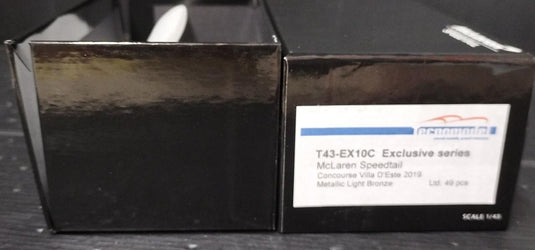 Tecnomodel
T43-EX10C Exclusive series
McLaren Speedtail
Concourse Villa D'Este 2019
Metallic Light Bronze Ltd. 49 pcs
SCALE 1/43